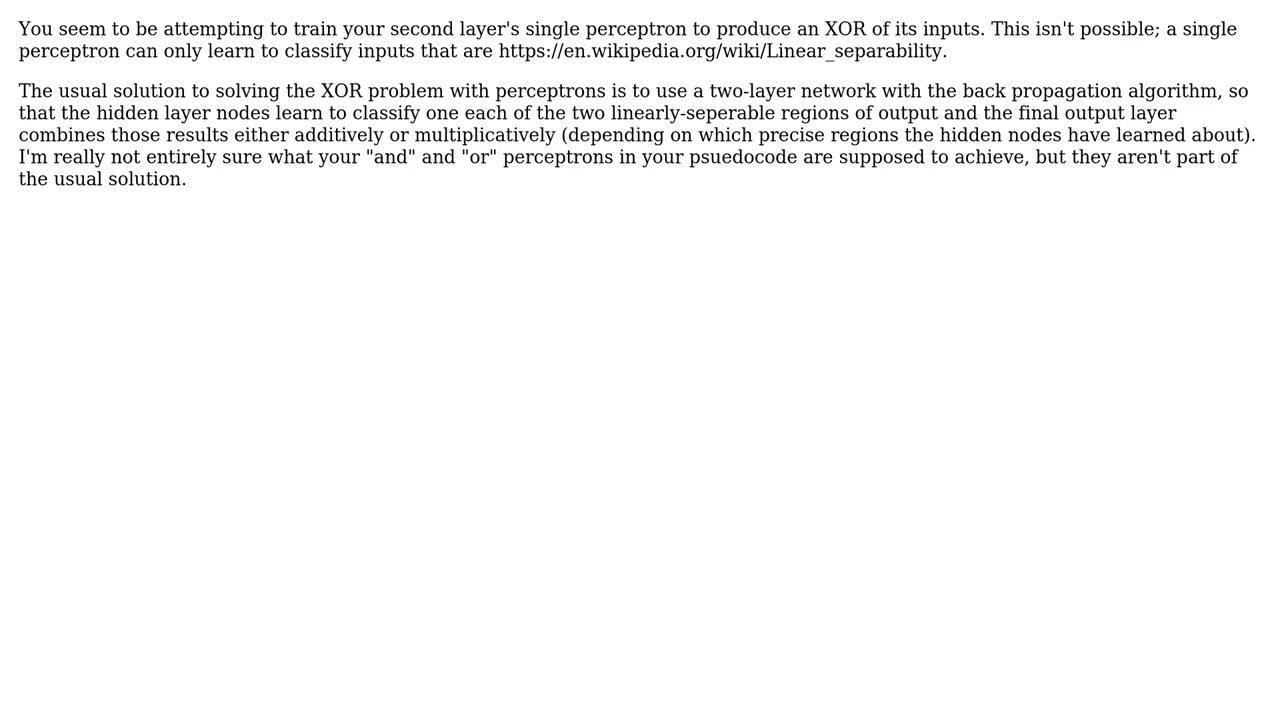 You seem to be attempting to train your second layer's single perceptron to produce an XOR of its inputs. This isn't possible; a single
perceptron can only learn to classify inputs that are https://en.wikipedia.org/wiki/Linear_separability.
The usual solution to solving the XOR problem with perceptrons is to use a two-layer network with the back propagation algorithm, so
that the hidden layer nodes learn to classify one each of the two linearly-seperable regions of output and the final output layer
combines those results either additively or multiplicatively (depending on which precise regions the hidden nodes have learned about).
I'm really not entirely sure what your "and" and "or" perceptrons in your psuedocode are supposed to achieve, but they aren't part of
the usual solution.